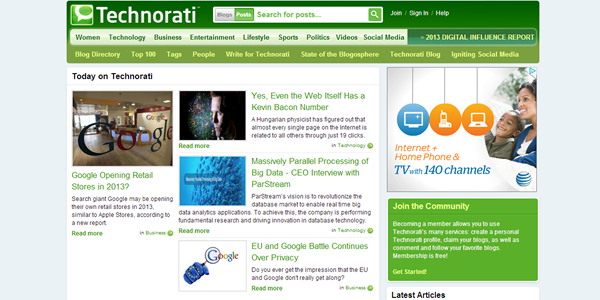 Technorati
Blogs Posts Search for posts...
Join / Sign In / Help
Women Technology Business Entertainment Lifestyle Sports Politics Videos Social Media » 2013 DIGITAL INFLUENCE REPORT
Blog Directory Top 100 Tags People Write for Technorati State of the Blogosphere Technorati Blog Igniting Social Media
Today on Technorati
Google
Google Opening Retail
Stores in 2013?
Search giant Google may be opening
their own retail stores in 2013,
similar to Apple Stores, according to
a new report.
Read more
in Business
Yes, Even the Web Itself Has a
Kevin Bacon Number
A Hungarian physicist has figured out that
almost every single page on the Internet is
related to all others through just 19 clicks.
Read more
in Technology
Massively Parallel Processing of
Big Data - CEO Interview with
ParStream
ParStream's vision is to revolutionize the
database market to enable real time big
data analytics applications. To achieve this, the company is performing
fundamental research and driving innovation in database technology.
Read more
in Technology
Google
EU and Google Battle Continues
Over Privacy
Do you ever get the impression that the EU
and Google don't really get along?
Read more
in Business
Internet +
Home Phone &
TV with 140 channels
at&t
Join the Community
Becoming a member allows you to use
Technorati's many services: create a personal
Technorati profile, claim your blogs, as well as
comment and follow your favorite blogs.
Membership is free!
Get Started!
Latest Articles